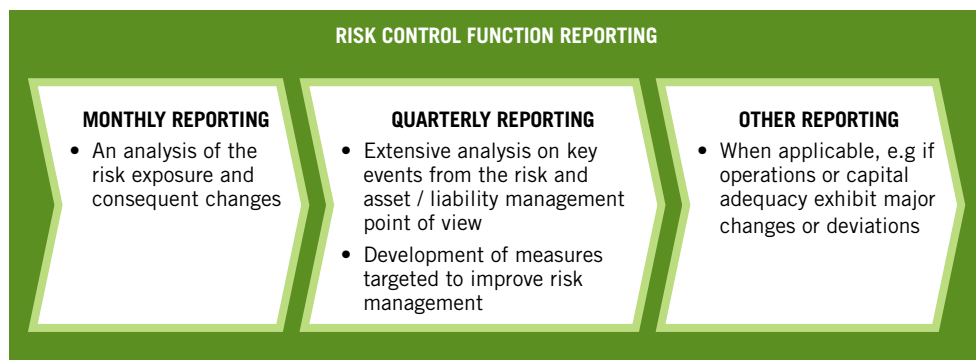 RISK CONTROL FUNCTION REPORTING
MONTHLY REPORTING
• An analysis of the
risk exposure and
consequent changes
QUARTERLY REPORTING
• Extensive analysis on key
events from the risk and
asset / liability management
point of view
• Development of measures
targeted to improve risk
management
OTHER REPORTING
• When applicable, e.g if
operations or capital
adequacy exhibit major
changes or deviations